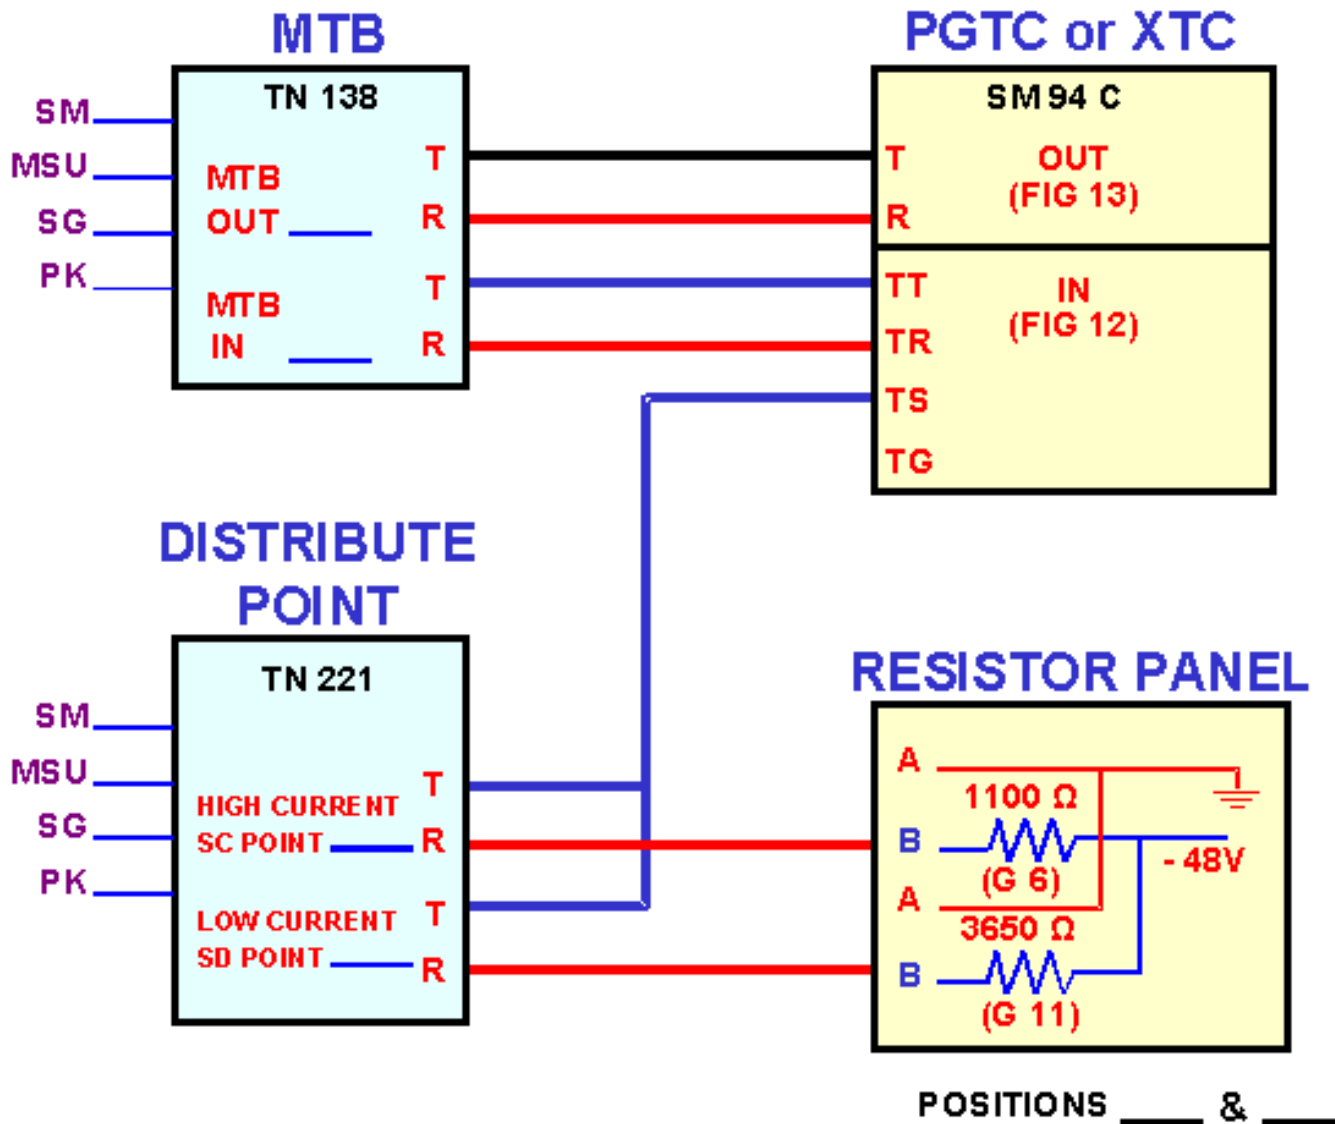 MTB
TN 138
SM
MSU
SG
PK
MTB
OUT
MTB
IN
T
R
T
R
PGTC or XTC
SM 94 C
T
R
OUT
(FIG 13)
TT
TR
TS
TG
IN
(FIG 12)
DISTRIBUTE
POINT
TN 221
SM
MSU
SG
PK
HIGH CURRENT
SC POINT
LOW CURRENT
SD POINT
T
R
T
R
RESISTOR PANEL
A
1100 Ω
B
- 48V
(G 6)
A
3650 Ω
B
(G 11)
POSITIONS ____ & ____